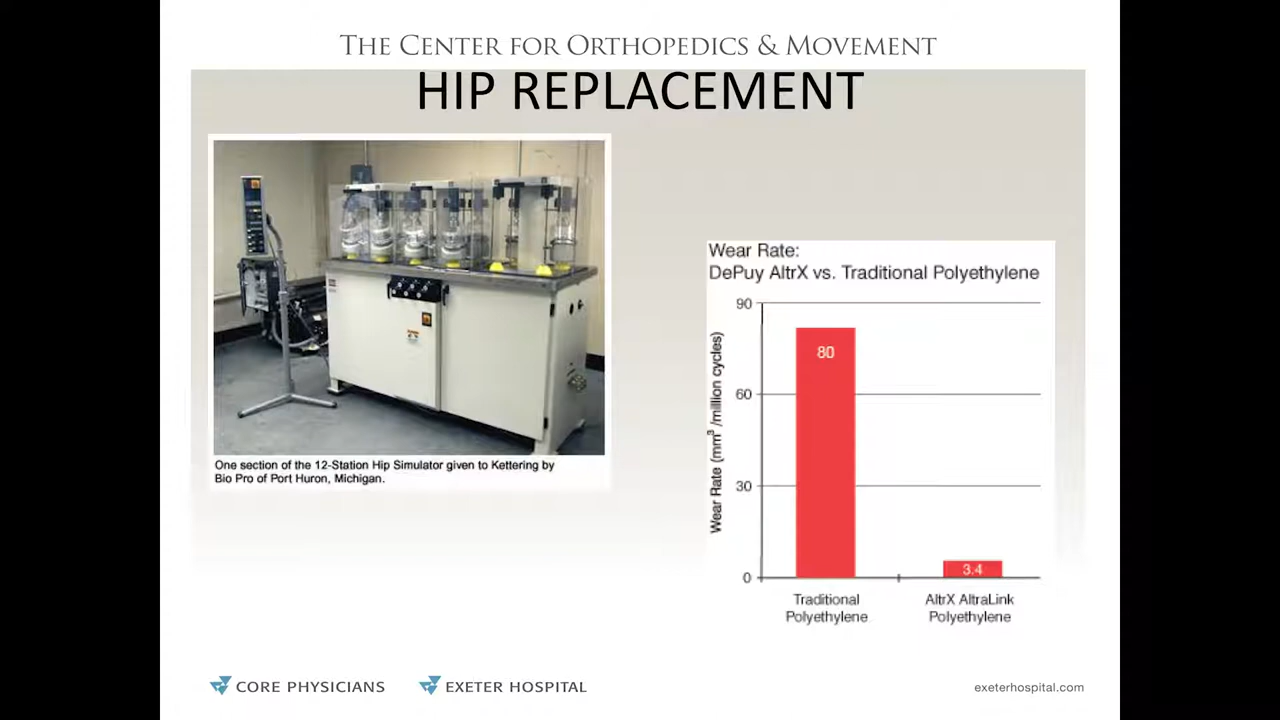 THE CENTER FOR ORTHOPEDICS & MOVEMENT
HIP REPLACEMENT
One section of the 12-Station Hip Simulator given to Kettering by
Bio Pro of Port Huron, Michigan.
Wear Rate:
DePuy AltrX vs. Traditional Polyethylene
Wear Rate (mm³/million cycles)
90
60
30
0
80
3.4
Traditional
Polyethylene
AltrX AltraLink
Polyethylene
CORE PHYSICIANS
EXETER HOSPITAL
exeterhospital.com